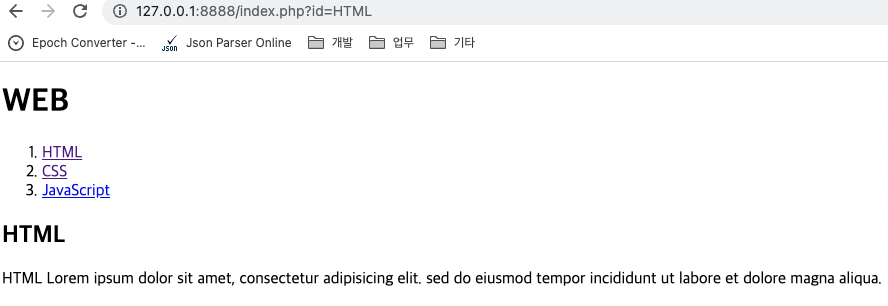 127.0.0.1:8888/index.php?id=HTML
Epoch Converter -... Json Parser Online 개발 업무 기타
WEB
1. HTML
2. CSS
3. JavaScript
HTML
HTML Lorem ipsum dolor sit amet, consectetur adipisicing elit. sed do eiusmod tempor incididunt ut labore et dolore magna aliqua.